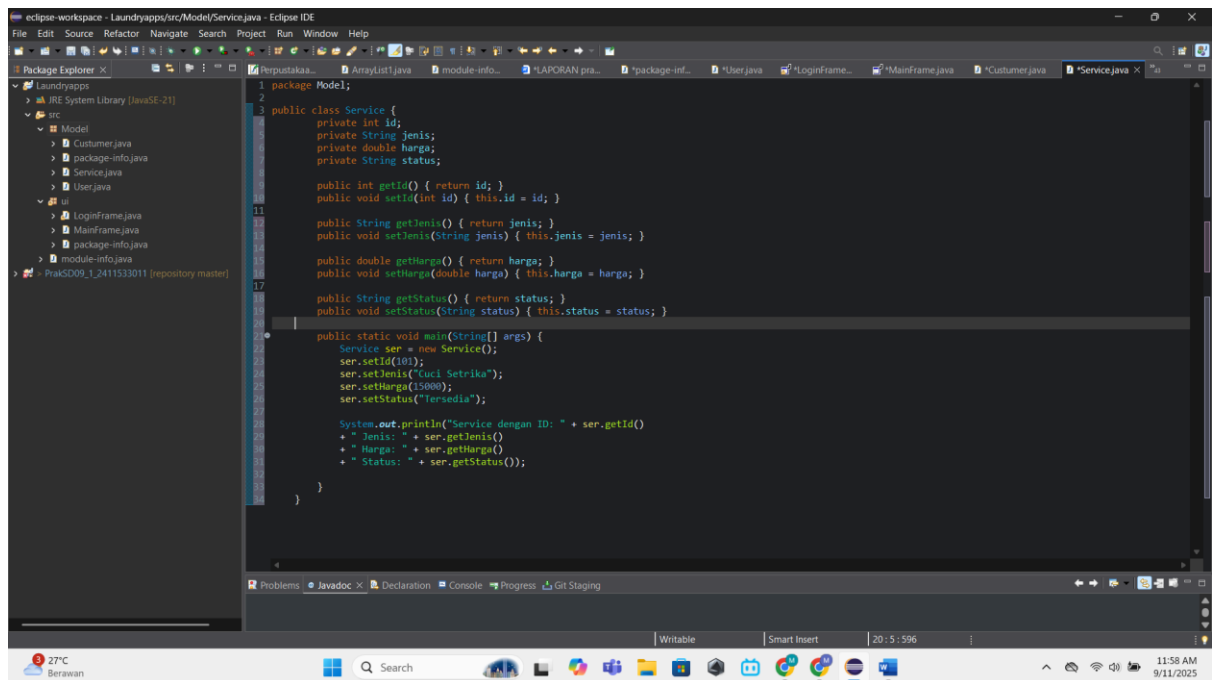 eclipse-workspace - Laundryapps/src/Model/Service.java - Eclipse IDE
File Edit Source Refactor Navigate Search Project Run Window Help
Package Explorer
Perpustakaa... ArrayList1.java module-info... *LAPORAN pra... *package-inf... *User.java *LoginFrame... *MainFrame.java *Custumer.java *Service.java
Laundryapps
JRE System Library [JavaSE-21]
src
Model
Custumer.java
package-info.java
Service.java
User.java
ui
LoginFrame.java
MainFrame.java
package-info.java
module-info.java
> PrakSD09_1_2411533011 [repository master]
1 package Model;
2
3 public class Service {
4 private int id;
5 private String jenis;
6 private double harga;
7 private String status;
8
9 public int getId() { return id; }
10 public void setId(int id) { this.id = id; }
11
12 public String getJenis() { return jenis; }
13 public void setJenis(String jenis) { this.jenis = jenis; }
14
15 public double getHarga() { return harga; }
16 public void setHarga(double harga) { this.harga = harga; }
17
18 public String getStatus() { return status; }
19 public void setStatus(String status) { this.status = status; }
20
21 public static void main(String[] args) {
22 Service ser = new Service();
23 ser.setId(101);
24 ser.setJenis("Cuci Setrika");
25 ser.setHarga(15000);
26 ser.setStatus("Tersedia");
27
28 System.out.println("Service dengan ID: " + ser.getId()
29 + " Jenis: " + ser.getJenis()
30 + " Harga: " + ser.getHarga()
31 + " Status: " + ser.getStatus());
32
33 }
34 }
Problems Javadoc Declaration Console Progress Git Staging
Writable Smart Insert 20 : 5 : 596
3
27°C
Berawan
Search
11:58 AM
9/11/2025